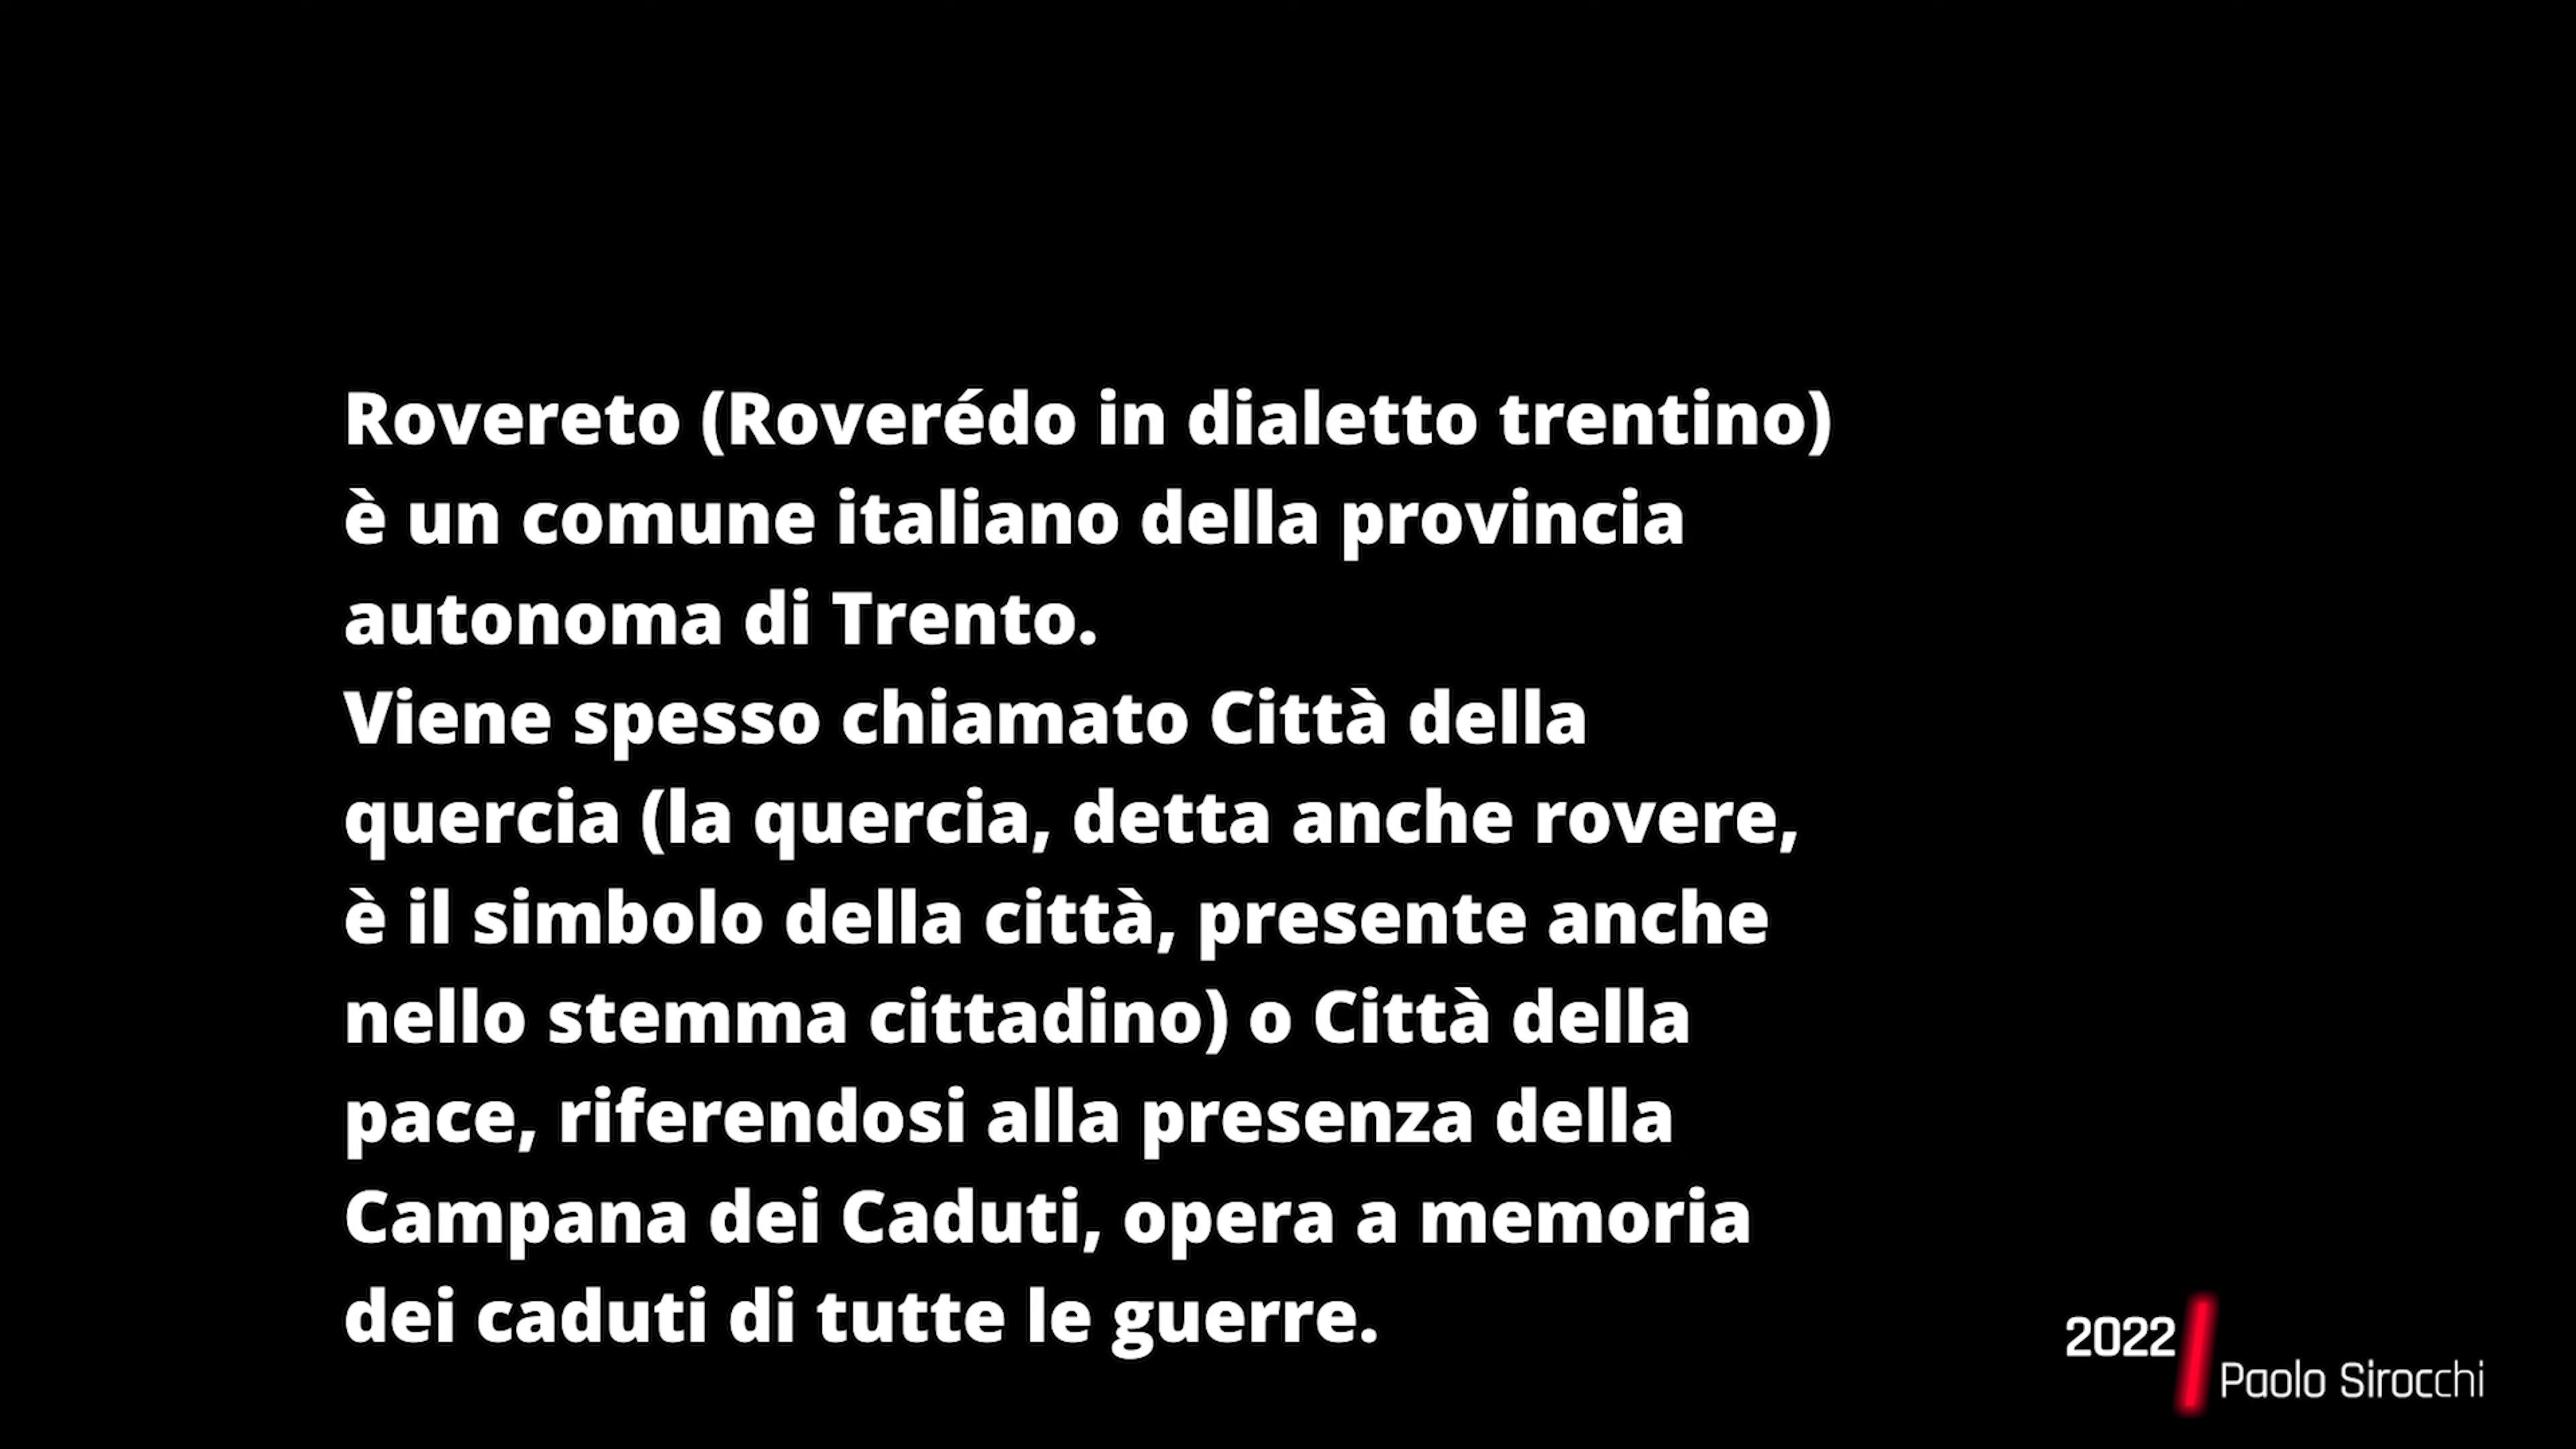 Rovereto (Roverédo in dialetto trentino)
è un comune italiano della provincia
autonoma di Trento.
Viene spesso chiamato Città della
quercia (la quercia, detta anche rovere,
è il simbolo della città, presente anche
nello stemma cittadino) o Città della
pace, riferendosi alla presenza della
Campana dei Caduti, opera a memoria
dei caduti di tutte le guerre.
2022
Paolo Sirocchi